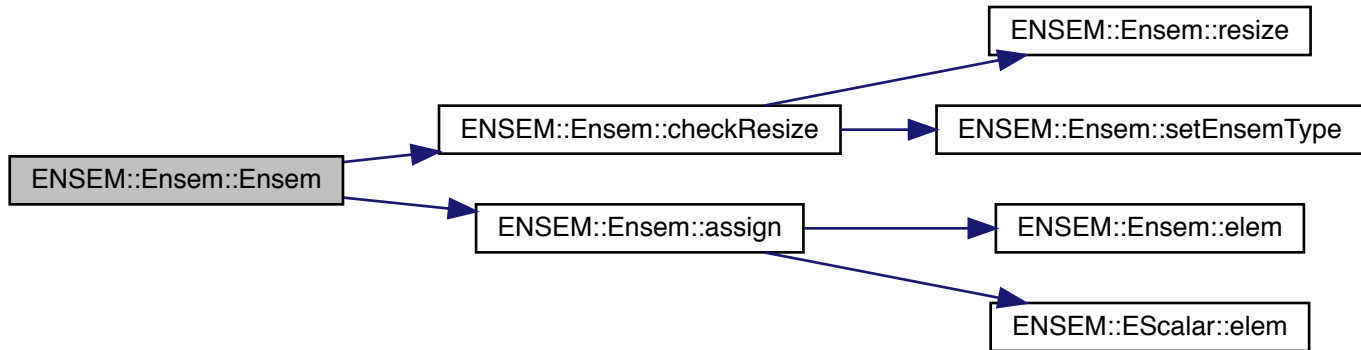 ENSEM::Ensem::resize
ENSEM::Ensem::checkResize
ENSEM::Ensem::setEnsemType
ENSEM::Ensem::Ensem
ENSEM::Ensem::assign
ENSEM::Ensem::elem
ENSEM::EScalar::elem